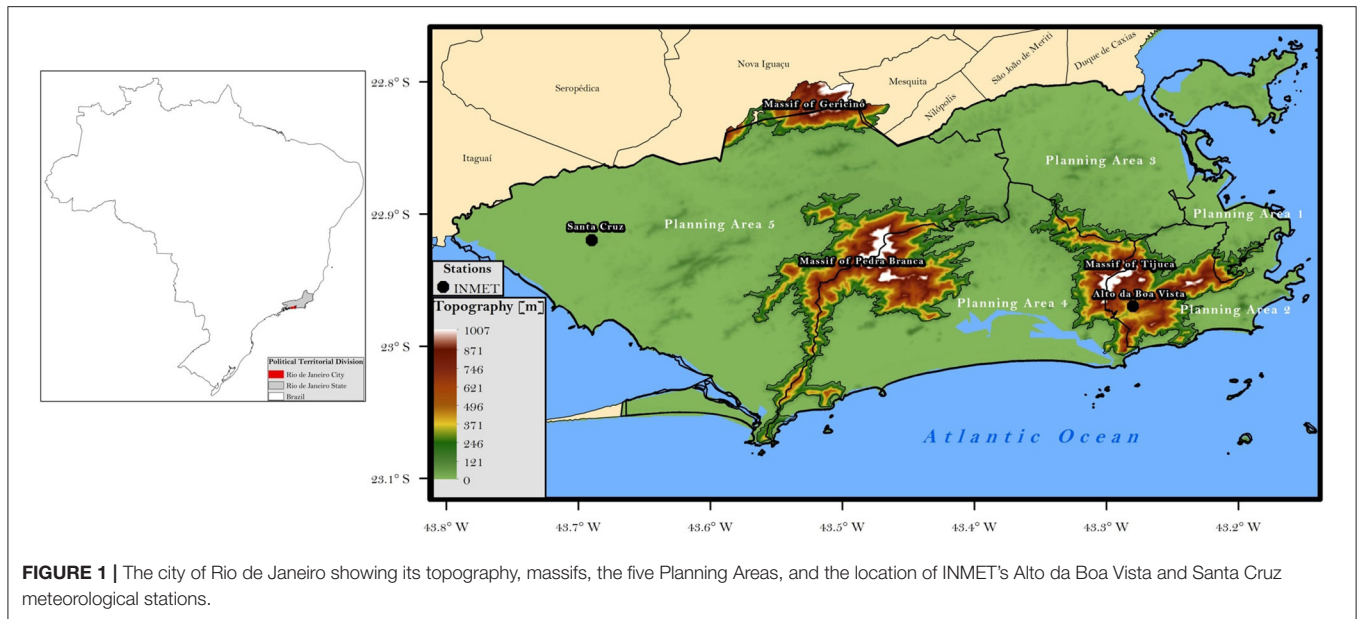 Political Territorial Division
Rio de Janeiro City
Rio de Janeiro State
Brazil
22.8° S
22.9° S
23° S
23.1° S
Seropédica
Nova Iguaçu
Mesquita
Nilópolis
São João de Meriti
Duque de Caxias
Itaguaí
Massif of Gericinó
Planning Area 3
Planning Area 1
Santa Cruz
Planning Area 5
Massif of Pedra Branca
Massif of Tijuca
Alto da Boa Vista
Planning Area 4
Planning Area 2
Stations
INMET
Topography [m]
1007
871
746
621
496
371
246
121
0
Atlantic Ocean
43.8° W
43.7° W
43.6° W
43.5° W
43.4° W
43.3° W
43.2° W
FIGURE 1 | The city of Rio de Janeiro showing its topography, massifs, the five Planning Areas, and the location of INMET's Alto da Boa Vista and Santa Cruz
meteorological stations.